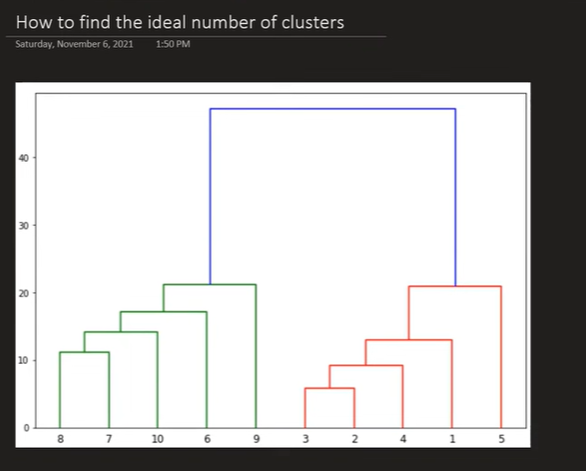 How to find the ideal number of clusters
Saturday, November 6, 2021 1:50 PM
40
30
20
10
0
8 7 10 6 9 3 2 4 1 5